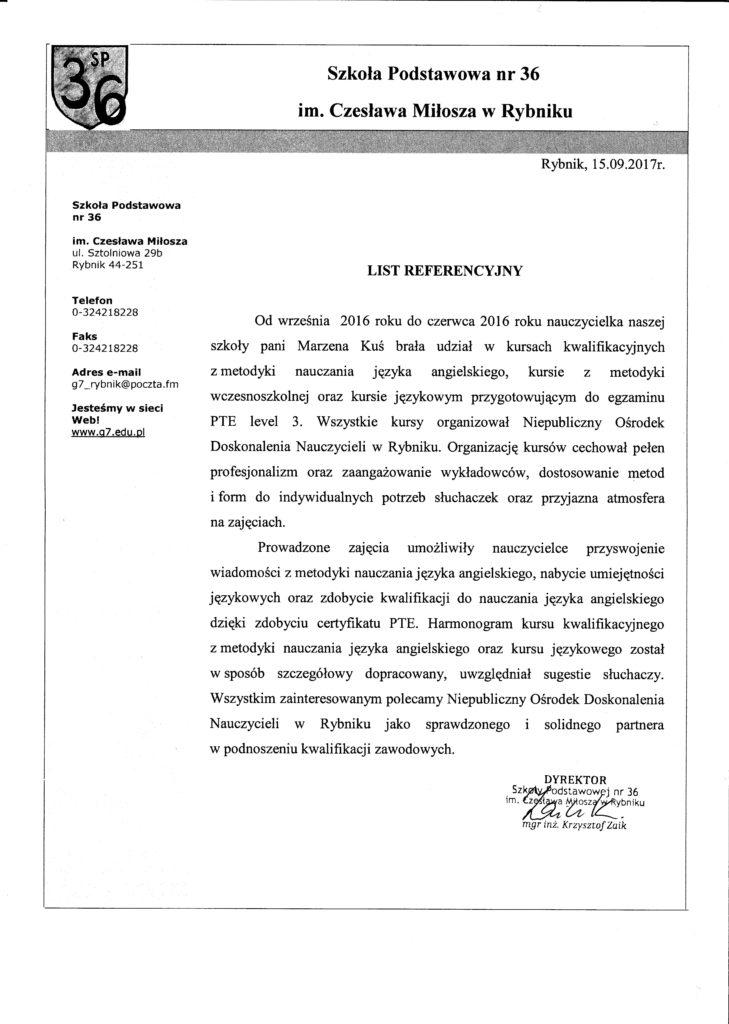 SP
36
Szkoła Podstawowa nr 36
im. Czesława Miłosza w Rybniku
Rybnik, 15.09.2017r.
Szkoła Podstawowa
nr 36
im. Czesława Miłosza
ul. Sztolniowa 29b
Rybnik 44-251
Telefon
0-324218228
Faks
0-324218228
Adres e-mail
g7_rybnik@poczta.fm
Jesteśmy w sieci
Web!
www.g7.edu.pl
LIST REFERENCYJNY
Od września 2016 roku do czerwca 2016 roku nauczycielka naszej
szkoły pani Marzena Kuś brała udział w kursach kwalifikacyjnych
z metodyki nauczania języka angielskiego, kursie z metodyki
wczesnoszkolnej oraz kursie językowym przygotowującym do egzaminu
PTE level 3. Wszystkie kursy organizował Niepubliczny Ośrodek
Doskonalenia Nauczycieli w Rybniku. Organizację kursów cechował pełen
profesjonalizm oraz zaangażowanie wykładowców, dostosowanie metod
i form do indywidualnych potrzeb słuchaczek oraz przyjazna atmosfera
na zajęciach.
Prowadzone zajęcia umożliwiły nauczycielce przyswojenie
wiadomości z metodyki nauczania języka angielskiego, nabycie umiejętności
językowych oraz zdobycie kwalifikacji do nauczania języka angielskiego
dzięki zdobyciu certyfikatu PTE. Harmonogram kursu kwalifikacyjnego
z metodyki nauczania języka angielskiego oraz kursu językowego został
w sposób szczegółowy dopracowany, uwzględniał sugestie słuchaczy.
Wszystkim zainteresowanym polecamy Niepubliczny Ośrodek Doskonalenia
Nauczycieli w Rybniku jako sprawdzonego i solidnego partnera
w podnoszeniu kwalifikacji zawodowych.
DYREKTOR
Szkoły Podstawowej nr 36
im. Czesława Miłosza w Rybniku
mgr inż. Krzysztof Zaik